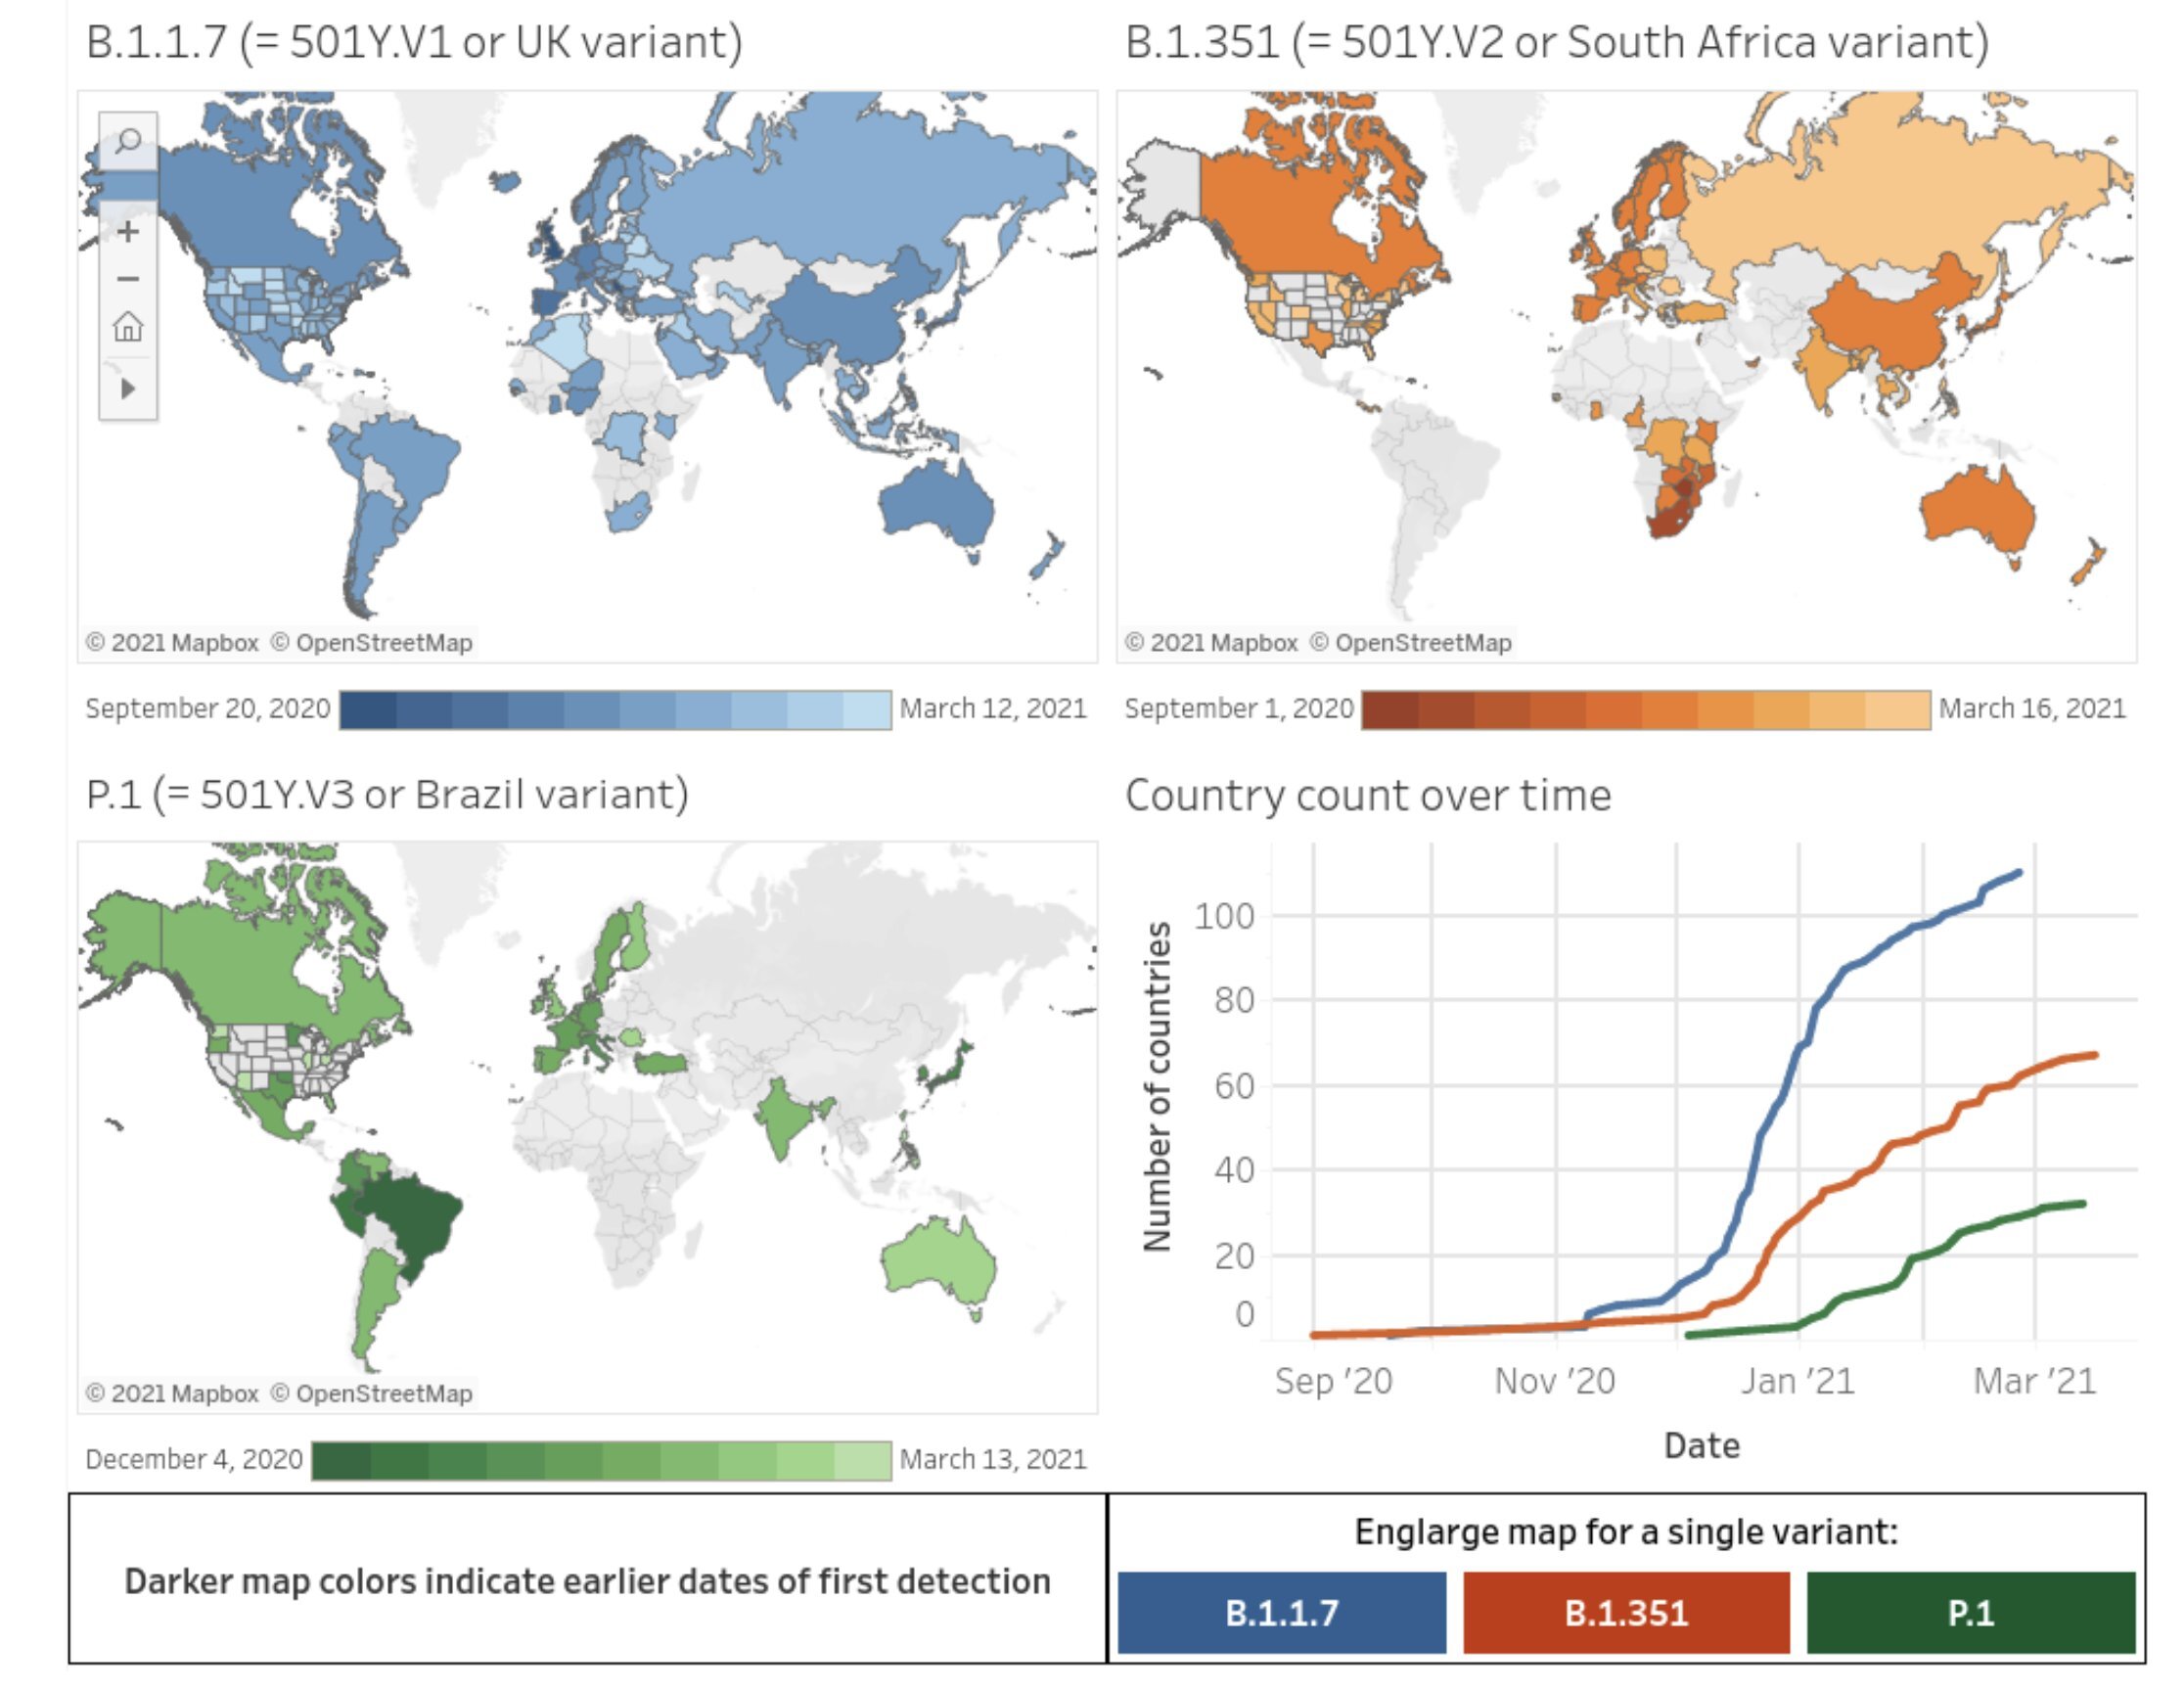 B.1.1.7 (= 501Y.V1 or UK variant)
B.1.351 (= 501Y.V2 or South Africa variant)
© 2021 Mapbox © OpenStreetMap
© 2021 Mapbox © OpenStreetMap
September 20, 2020 March 12, 2021
September 1, 2020 March 16, 2021
P.1 (= 501Y.V3 or Brazil variant)
Country count over time
© 2021 Mapbox © OpenStreetMap
December 4, 2020 March 13, 2021
Number of countries
100
80
60
40
20
0
Sep '20 Nov '20 Jan '21 Mar '21
Date
Darker map colors indicate earlier dates of first detection
Englarge map for a single variant:
B.1.1.7 B.1.351 P.1